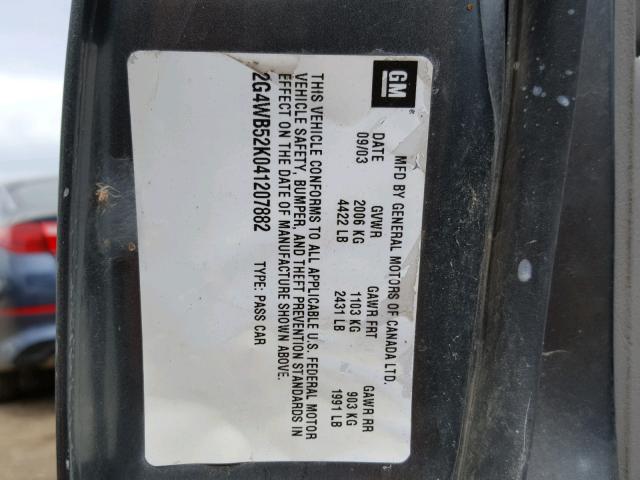 GM
MFD BY GENERAL MOTORS OF CANADA LTD.
DATE GVWR GAWR FRT GAWR RR
09/03 2006 KG 1103 KG 903 KG
4422 LB 2431 LB 1991 LB
THIS VEHICLE CONFORMS TO ALL APPLICABLE U.S. FEDERAL MOTOR
VEHICLE SAFETY, BUMPER, AND THEFT PREVENTION STANDARDS IN
EFFECT ON THE DATE OF MANUFACTURE SHOWN ABOVE.
2G4WB52K041207882 TYPE: PASS CAR